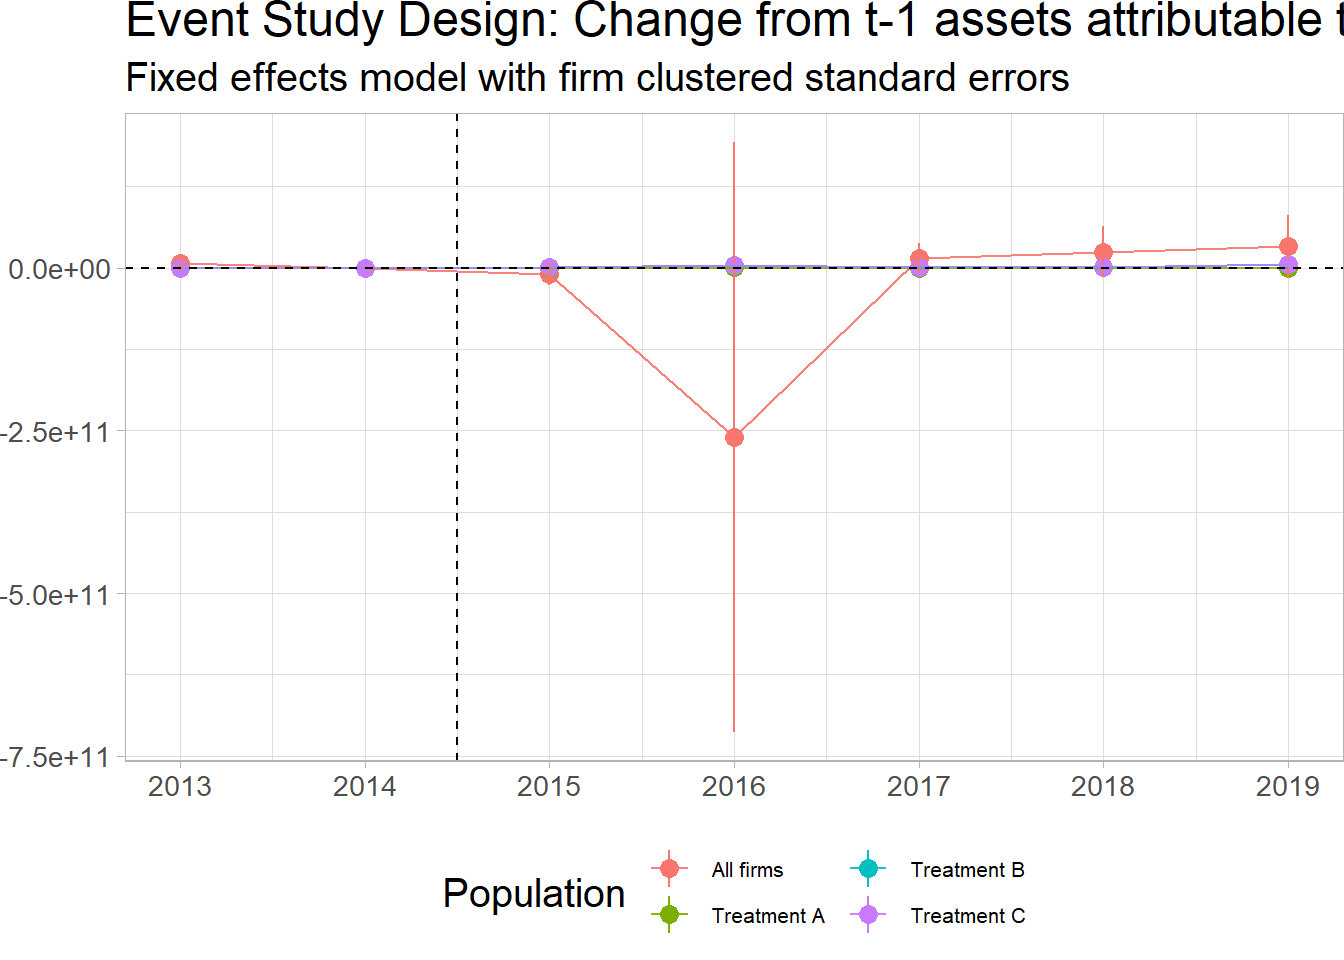 Event Study Design: Change from t-1 assets attributable t
Fixed effects model with firm clustered standard errors
0.0e+00
-2.5e+11
-5.0e+11
-7.5e+11
2013 2014 2015 2016 2017 2018 2019
Population
All firms
Treatment A
Treatment B
Treatment C